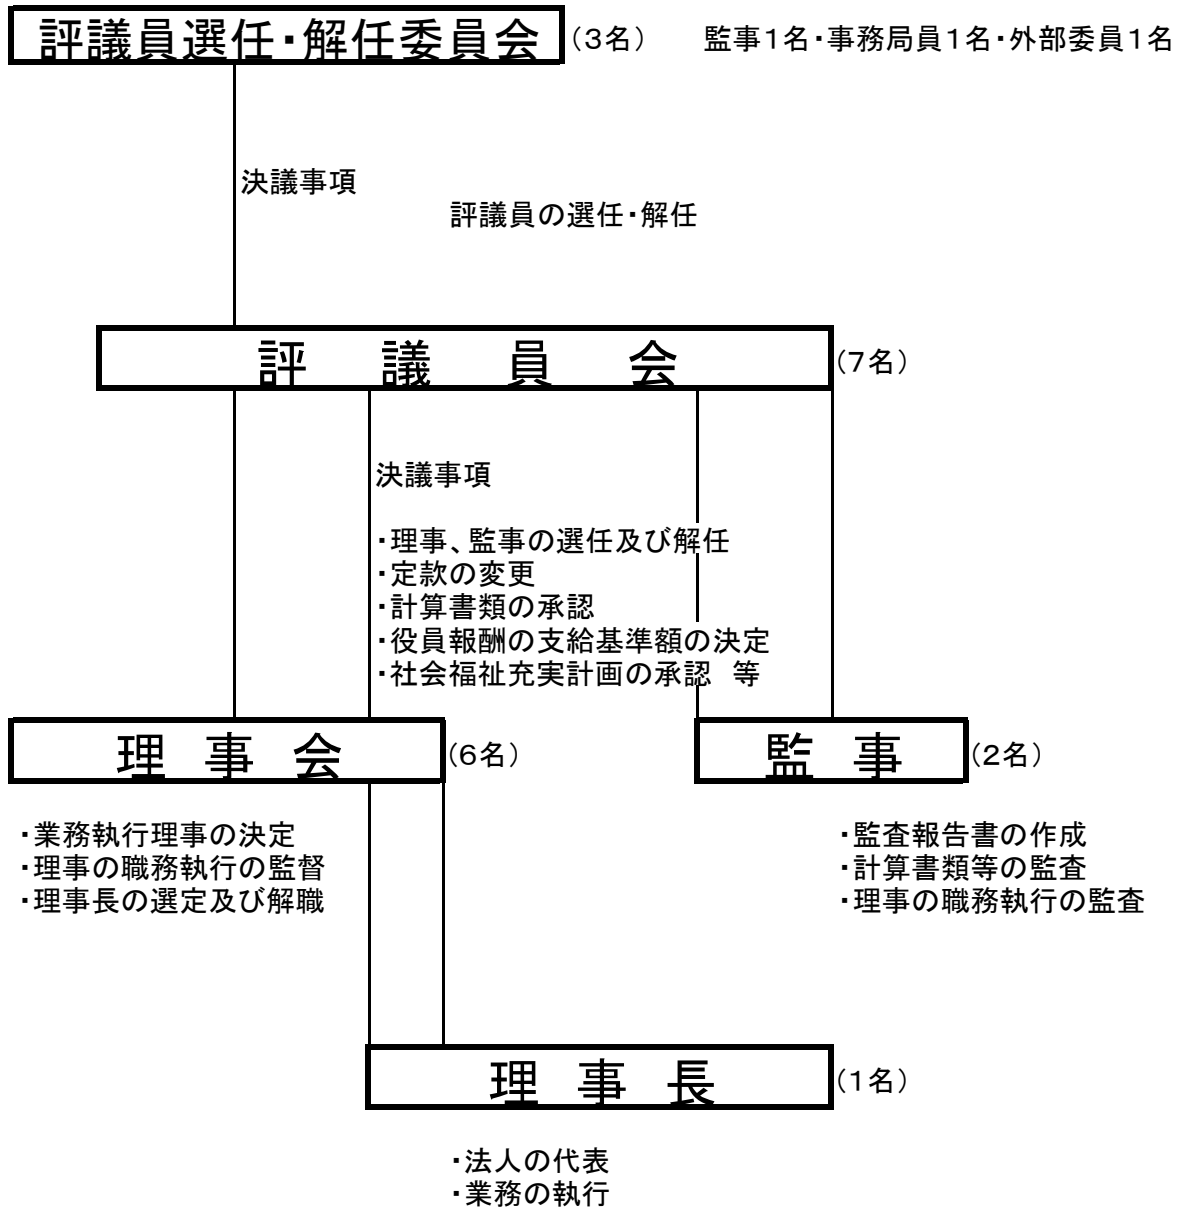 評議員選任・解任委員会 (3名) 監事1名・事務局員1名・外部委員1名
決議事項
評議員の選任・解任
評議員会 (7名)
決議事項
・理事、監事の選任及び解任
・定款の変更
・計算書類の承認
・役員報酬の支給基準額の決定
・社会福祉充実計画の承認 等
理事会 (6名)
監事 (2名)
・業務執行理事の決定
・理事の職務執行の監督
・理事長の選定及び解職
・監査報告書の作成
・計算書類等の監査
・理事の職務執行の監査
理事長 (1名)
・法人の代表
・業務の執行